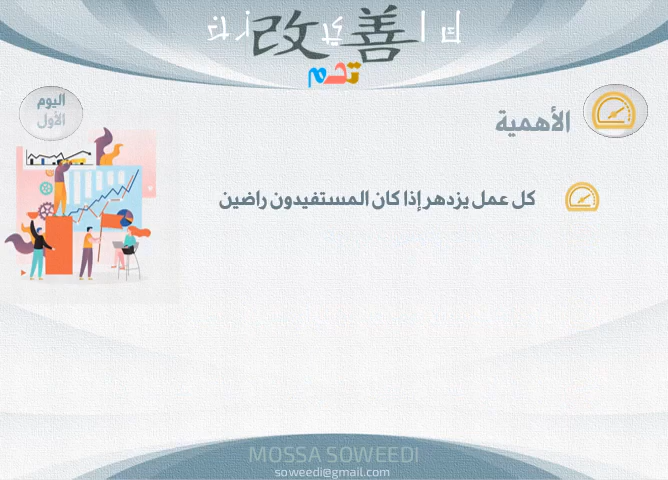 改善
تحم
اليوم
الأول
الأهمية
كل عمل يزدهر إذا كان المستفيدون راضين
MOSSA SOWEEDI
soweedi@gmail.com